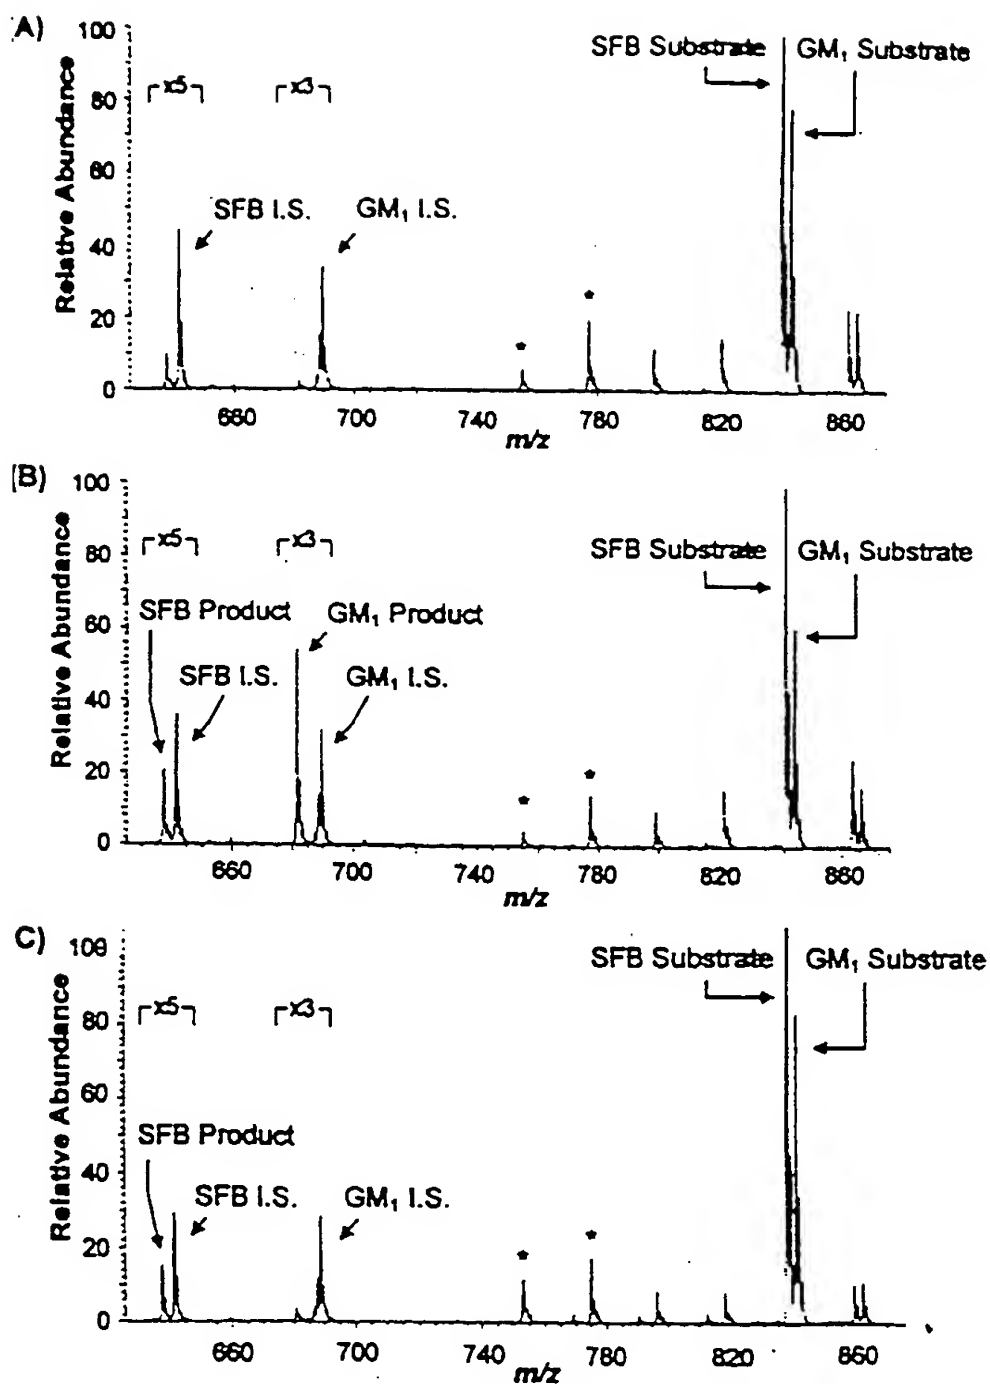 A)
Relative Abundance
100
80
60
40
20
0
x5
x3
SFB I.S.
GM₁ I.S.
*
*
SFB Substrate
GM₁ Substrate
660
700
740
780
820
860
m/z
B)
Relative Abundance
100
80
60
40
20
0
x5
x3
SFB Product
SFB I.S.
GM₁ Product
GM₁ I.S.
*
*
SFB Substrate
GM₁ Substrate
660
700
740
780
820
860
m/z
C)
Relative Abundance
100
80
60
40
20
0
x5
x3
SFB Product
SFB I.S.
GM₁ I.S.
*
*
SFB Substrate
GM₁ Substrate
660
700
740
780
820
860
m/z